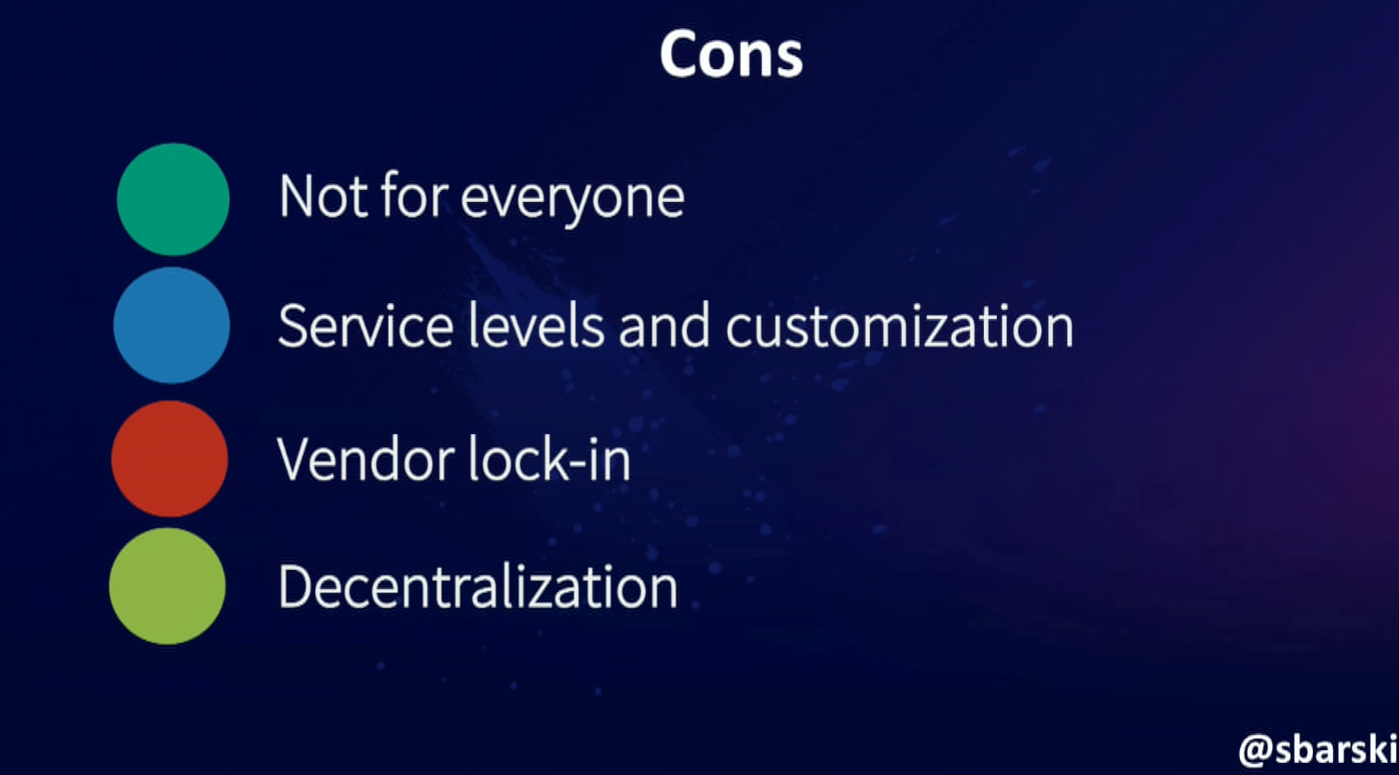 Cons
Not for everyone
Service levels and customization
Vendor lock-in
Decentralization
@sbarski